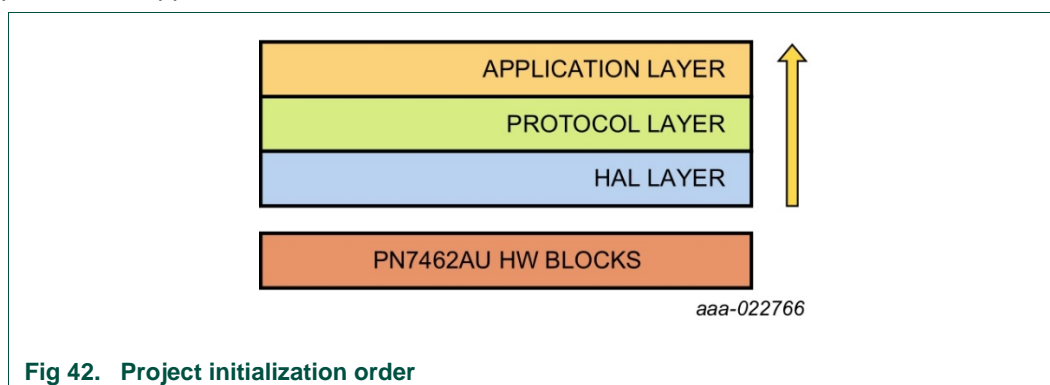 APPLICATION LAYER
PROTOCOL LAYER
HAL LAYER
PN7462AU HW BLOCKS
aaa-022766
Fig 42. Project initialization order